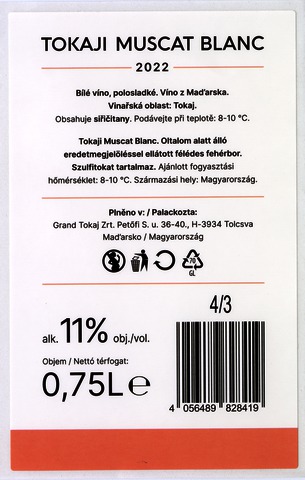 TOKAJI MUSCAT BLANC
2022
Bílé víno, polosladké. Víno z Maďarska.
Vinařská oblast: Tokaj.
Obsahuje siřičitany. Podávejte při teplotě: 8-10 °C.
Tokaji Muscat Blanc. Oltalom alatt álló
eredetmegjelöléssel ellátott félédes fehérbor.
Szulfitokat tartalmaz. Ajánlott fogyasztási
hőmérséklet: 8-10 °C. Származási hely: Magyarország.
Plněno v: / Palackozta:
Grand Tokaj Zrt. Petőfi S. u. 36-40., H-3934 Tolcsva
Maďarsko / Magyarország
70
GL
4/3
alk. 11% obj./vol.
Objem / Nettó térfogat:
0,75L e
4 056489 828419